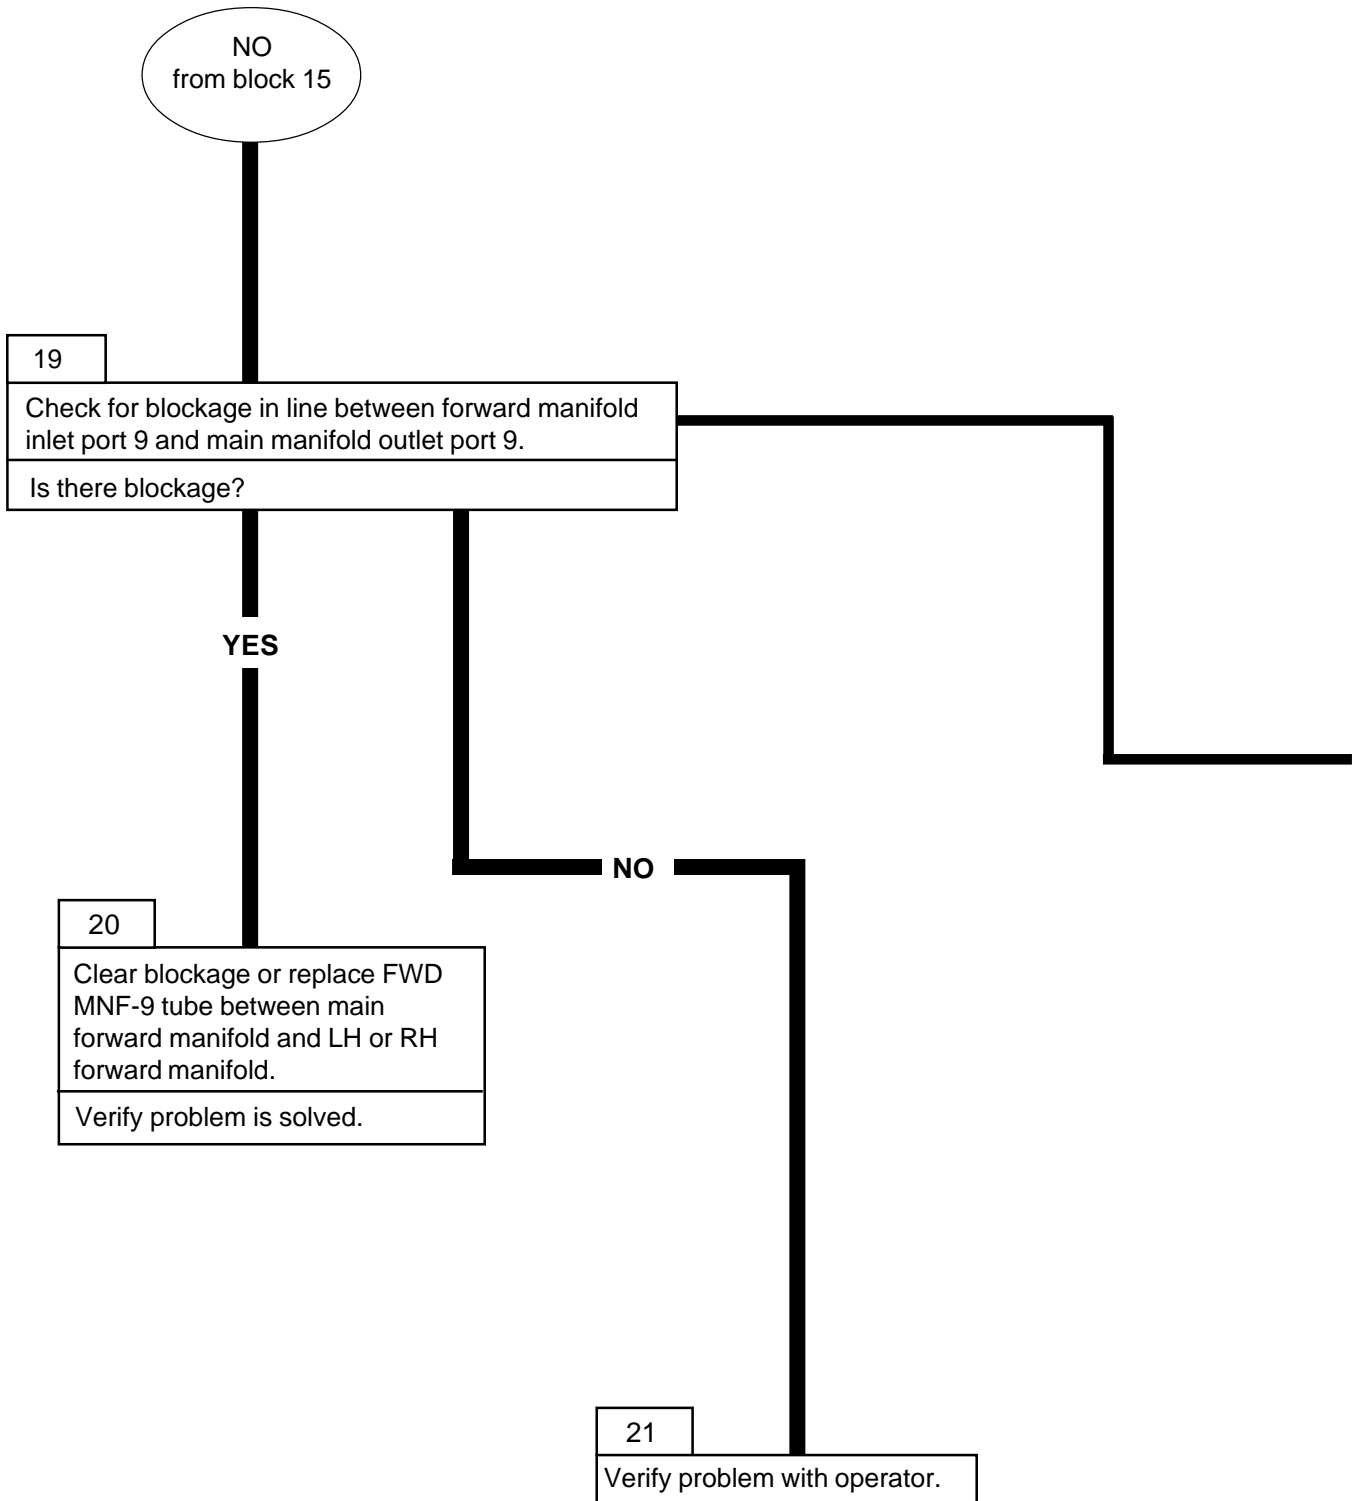 NO
from block 15
19
Check for blockage in line between forward manifold
inlet port 9 and main manifold outlet port 9.
Is there blockage?
YES
NO
20
Clear blockage or replace FWD
MNF-9 tube between main
forward manifold and LH or RH
forward manifold.
Verify problem is solved.
21
Verify problem with operator.